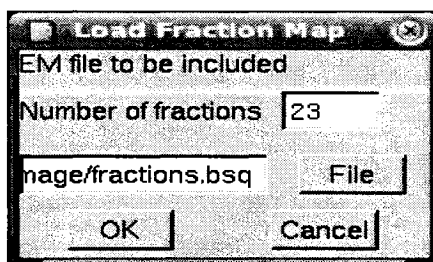 Load Fraction Map
EM file to be included
Number of fractions 23
mage/fractions.bsq File
OK Cancel